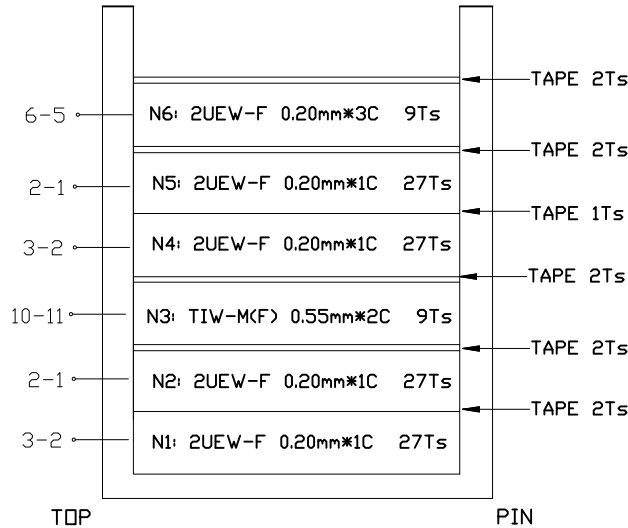 TAPE 2Ts
6-5 N6: 2UEW-F 0.20mm*3C 9Ts
TAPE 2Ts
2-1 N5: 2UEW-F 0.20mm*1C 27Ts
TAPE 1Ts
3-2 N4: 2UEW-F 0.20mm*1C 27Ts
TAPE 2Ts
10-11 N3: TIW-M(F) 0.55mm*2C 9Ts
TAPE 2Ts
2-1 N2: 2UEW-F 0.20mm*1C 27Ts
TAPE 2Ts
3-2 N1: 2UEW-F 0.20mm*1C 27Ts
TOP PIN